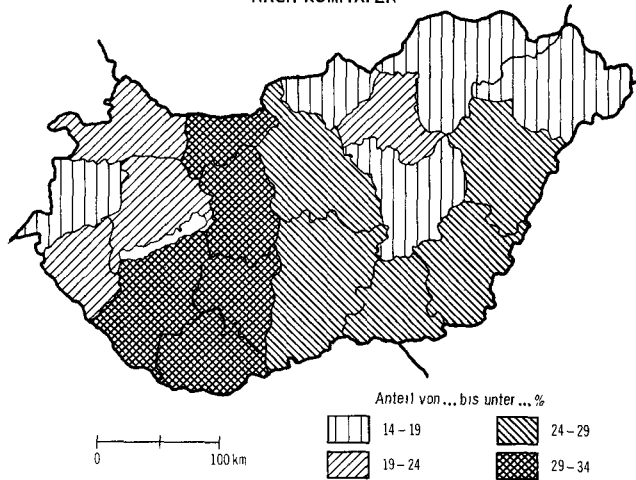 NACH KOMITATEN
Anteil von ... bis unter ... %
14 – 19
24 – 29
19 – 24
29 – 34
0
100 km